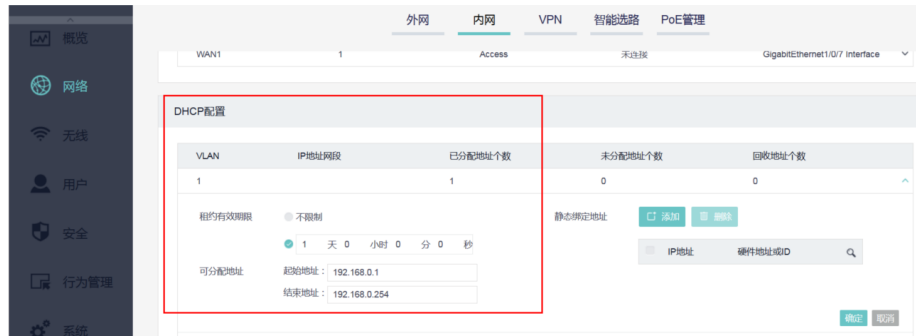 外网 内网 VPN 智能选路 PoE管理
概览
WAN1 1 Access 未连接 GigabitEthernet1/0/7 Interface
网络
DHCP配置
无线
VLAN IP地址网段 已分配地址个数 未分配地址个数 回收地址个数
用户
1 1 0 0
租约有效期限 不限制 静态绑定地址 添加 删除
安全
1 天 0 小时 0 分 0 秒
IP地址 硬件地址或ID
可分配地址 起始地址： 192.168.0.1
行为管理
结束地址： 192.168.0.254
确定 取消
系统